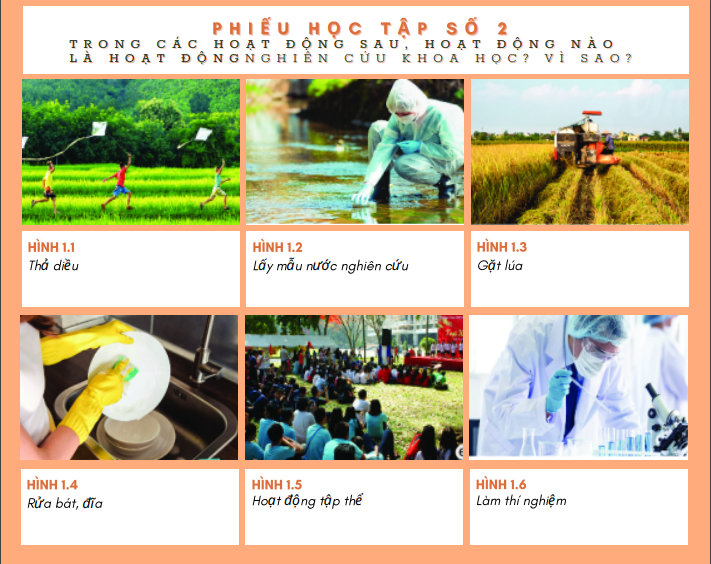 PHIẾU HỌC TẬP SỐ 2
TRONG CÁC HOẠT ĐỘNG SAU, HOẠT ĐỘNG NÀO
LÀ HOẠT ĐỘNGNGHIÊN CỨU KHOA HỌC? VÌ SAO?
HÌNH 1.1
Thả diều
HÌNH 1.2
Lấy mẫu nước nghiên cứu
HÌNH 1.3
Gặt lúa
HÌNH 1.4
Rửa bát, đĩa
HÌNH 1.5
Hoạt động tập thể
HÌNH 1.6
Làm thí nghiệm